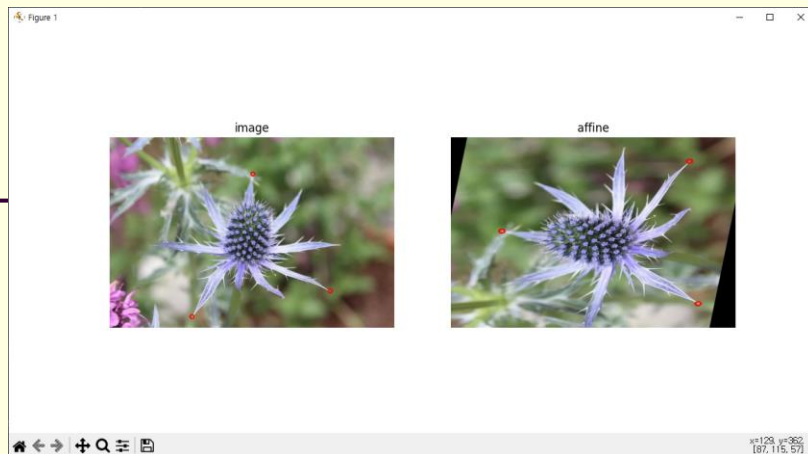 Figure 1
image
affine
x=129, y=362
[87, 115, 57]